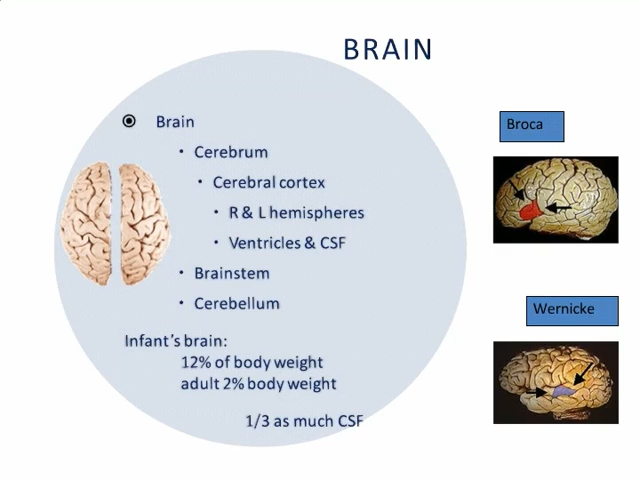 BRAIN
Brain
Cerebrum
Cerebral cortex
R & L hemispheres
Ventricles & CSF
Brainstem
Cerebellum
Infant's brain:
12% of body weight
adult 2% body weight
1/3 as much CSF
Broca
Wernicke